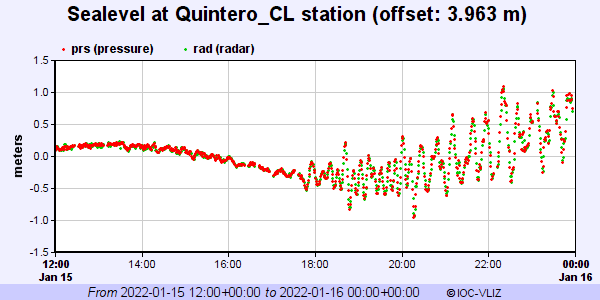 Sealevel at Quintero_CL station (offset: 3.963 m)
prs (pressure) rad (radar)
1.5
1.0
0.5
0.0
-0.5
-1.0
-1.5
meters
12:00 14:00 16:00 18:00 20:00 22:00 00:00
Jan 15 Jan 16
From 2022-01-15 12:00+00:00 to 2022-01-16 00:00+00:00 © IOC-VLIZ